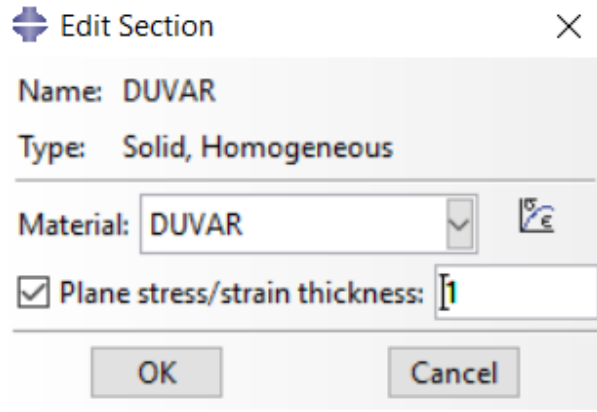 Edit Section
Name: DUVAR
Type: Solid, Homogeneous
Material: DUVAR σ ε
Plane stress/strain thickness: 1
OK Cancel